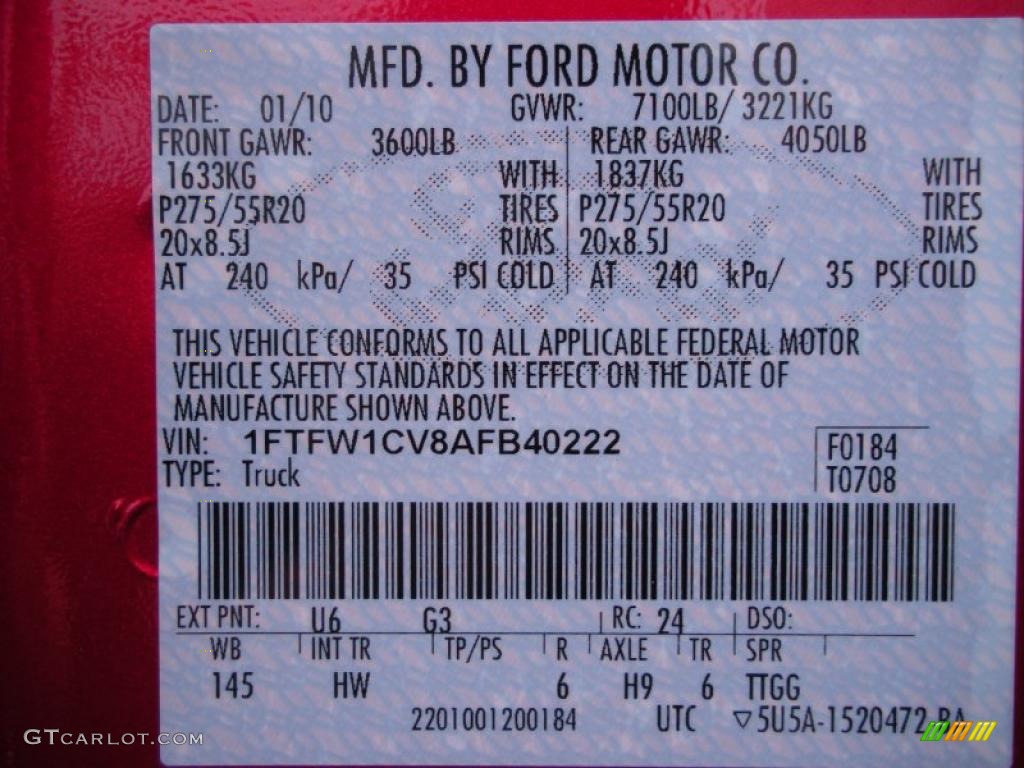 MFD. BY FORD MOTOR CO.
DATE: 01/10 GVWR: 7100LB/ 3221KG
FRONT GAWR: 3600LB REAR GAWR: 4050LB
1633KG WITH 1837KG WITH
P275/55R20 TIRES P275/55R20 TIRES
20x8.5J RIMS 20x8.5J RIMS
AT 240 kPa/ 35 PSI COLD AT 240 kPa/ 35 PSI COLD
THIS VEHICLE CONFORMS TO ALL APPLICABLE FEDERAL MOTOR
VEHICLE SAFETY STANDARDS IN EFFECT ON THE DATE OF
MANUFACTURE SHOWN ABOVE.
VIN: 1FTFW1CV8AFB40222 F0184
TYPE: Truck T0708
EXT PNT: U6 G3 RC: 24 DSO:
WB INT TR TP/PS R AXLE TR SPR
145 HW 6 H9 6 TTGG
2201001200184 UTC ▽5U5A-1520472-BA
GTCARLOT.COM